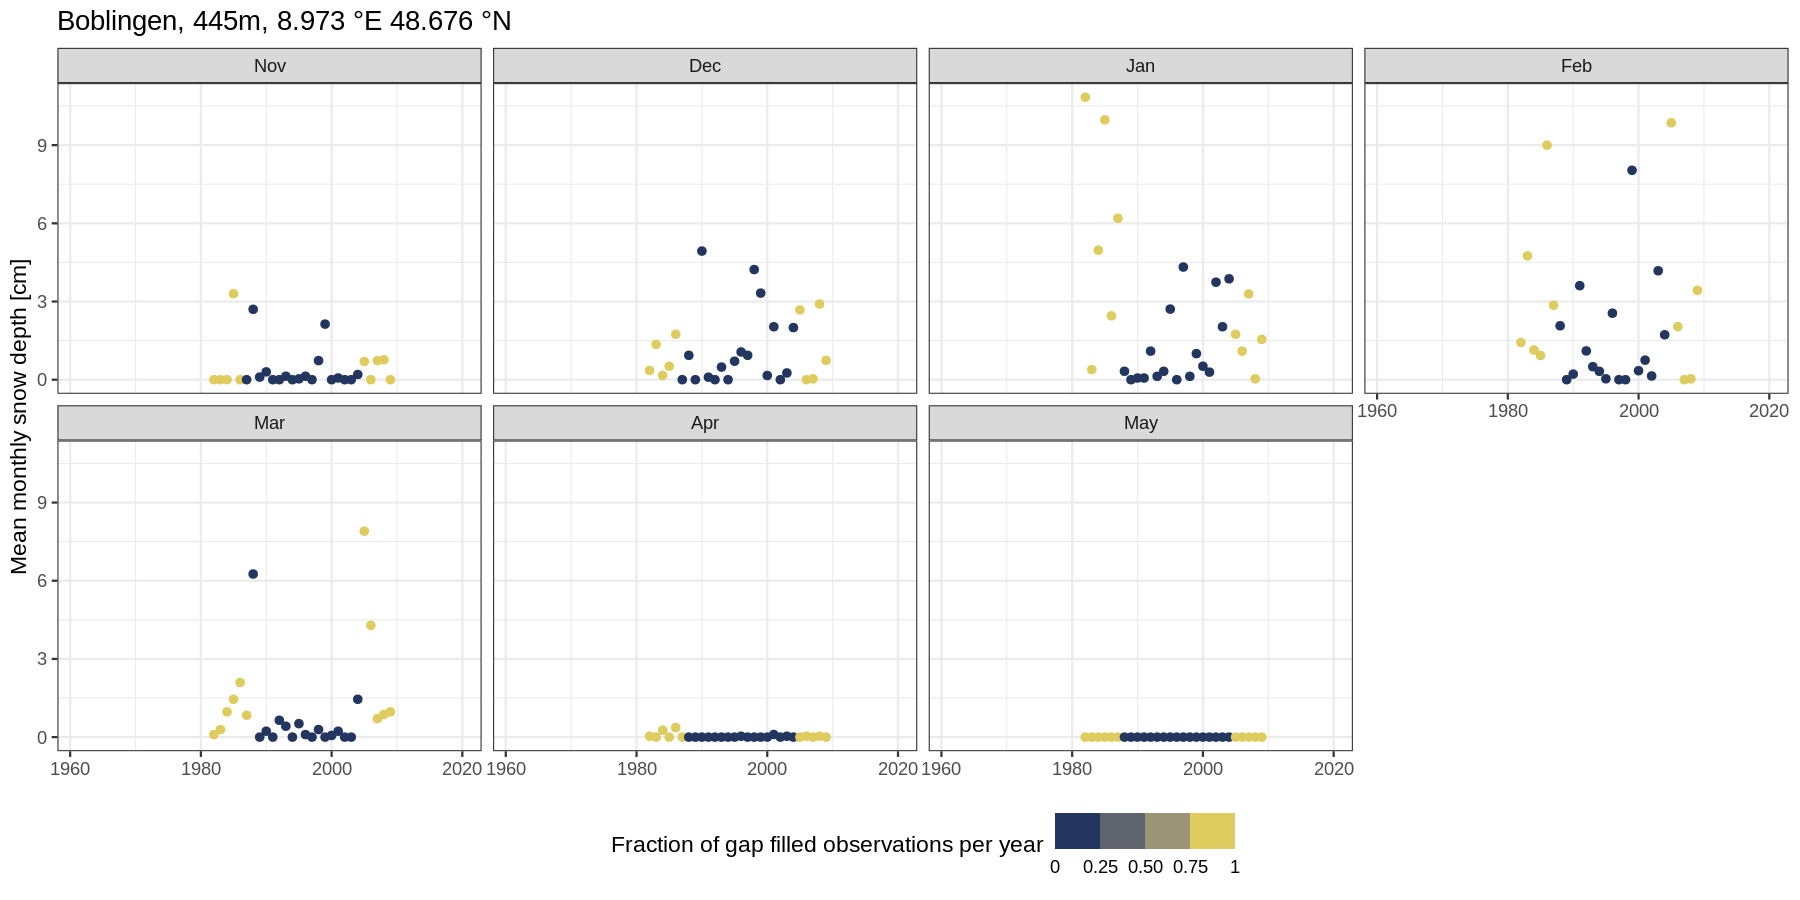 Boblingen, 445m, 8.973 °E 48.676 °N
Nov Dec Jan Feb
9
6
3
0
1960 1980 2000 2020
Mean monthly snow depth [cm]
Mar Apr May
9
6
3
0
1960 1980 2000 2020 1960 1980 2000 2020 1960 1980 2000 2020
Fraction of gap filled observations per year
0 0.25 0.50 0.75 1